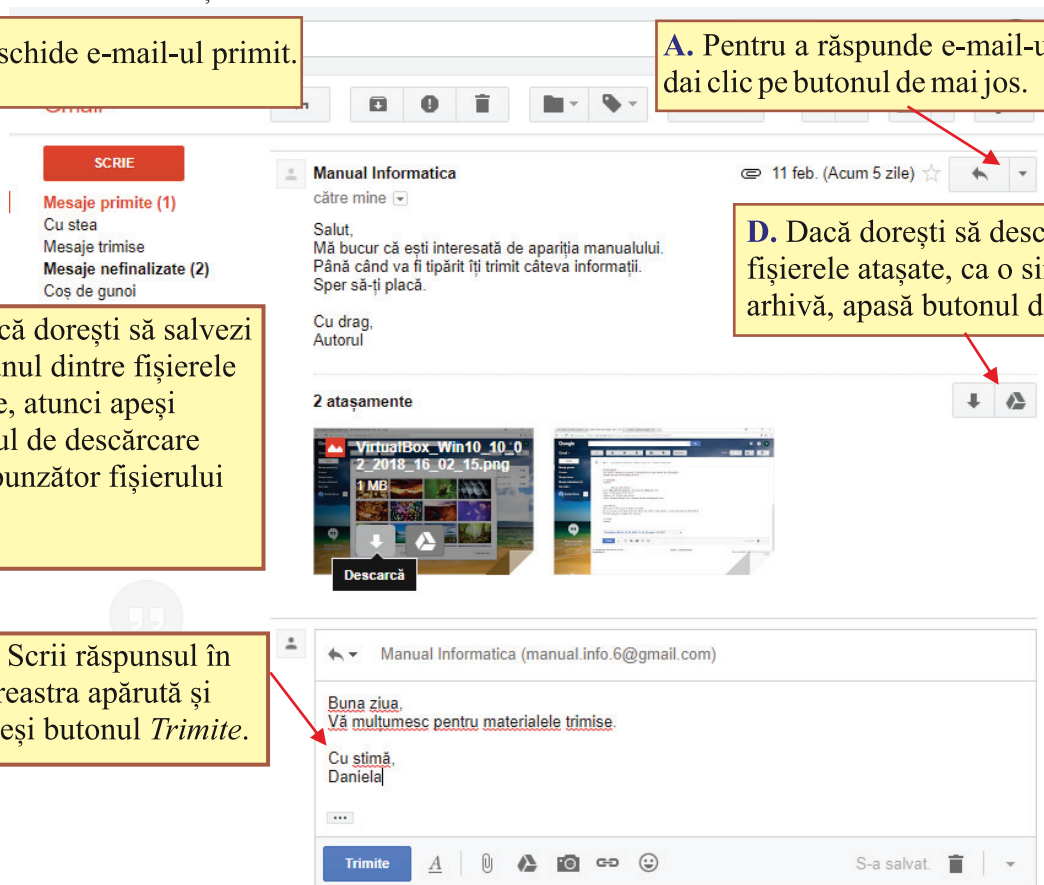 schide e-mail-ul primit.
A. Pentru a răspunde e-mail-u
dai clic pe butonul de mai jos.
Gmail
SCRIE
Mesaje primite (1)
Cu stea
Mesaje trimise
Mesaje nefinalizate (2)
Coș de gunoi
Manual Informatica
11 feb. (Acum 5 zile)
către mine
Salut,
Mă bucur că ești interesată de apariția manualului.
Până când va fi tipărit îți trimit câteva informații.
Sper să-ți placă.
Cu drag,
Autorul
D. Dacă dorești să desc
fișierele atașate, ca o si
arhivă, apasă butonul d
că dorești să salvezi
nul dintre fișierele
e, atunci apeși
ul de descărcare
punzător fișierului
2 atașamente
VirtualBox_Win10_10_0
2_2018_16_02_15.png
1 MB
Descarcă
Google
Scrii răspunsul în
reastra apărută și
eși butonul Trimite.
Manual Informatica (manual.info.6@gmail.com)
Buna ziua,
Vă mulțumesc pentru materialele trimise.
Cu stimă,
Daniela
Trimite
A
S-a salvat.